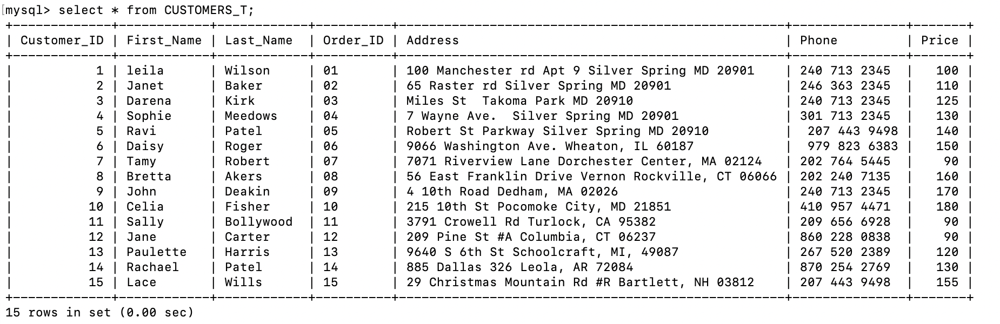 mysql> select * from CUSTOMERS_T;
+-------------+------------+-----------+----------+---------------------------------------------------+---------------+-------+
| Customer_ID | First_Name | Last_Name | Order_ID | Address                                           | Phone         | Price |
+-------------+------------+-----------+----------+---------------------------------------------------+---------------+-------+
|           1 | leila      | Wilson    | 01       | 100 Manchester rd Apt 9 Silver Spring MD 20901    | 240 713 2345  |   100 |
|           2 | Janet      | Baker     | 02       | 65 Raster rd Silver Spring MD 20901               | 246 363 2345  |   110 |
|           3 | Darena     | Kirk      | 03       | Miles St  Takoma Park MD 20910                    | 240 713 2345  |   125 |
|           4 | Sophie     | Meedows   | 04       | 7 Wayne Ave.  Silver Spring MD 20901              | 301 713 2345  |   130 |
|           5 | Ravi       | Patel     | 05       | Robert St Parkway Silver Spring MD 20910          |  207 443 9498 |   140 |
|           6 | Daisy      | Roger     | 06       | 9066 Washington Ave. Wheaton, IL 60187            |  979 823 6383 |   150 |
|           7 | Tamy       | Robert    | 07       | 7071 Riverview Lane Dorchester Center, MA 02124   | 202 764 5445  |    90 |
|           8 | Bretta     | Akers     | 08       | 56 East Franklin Drive Vernon Rockville, CT 06066 | 202 240 7135  |   160 |
|           9 | John       | Deakin    | 09       | 4 10th Road Dedham, MA 02026                      | 240 713 2345  |   170 |
|          10 | Celia      | Fisher    | 10       | 215 10th St Pocomoke City, MD 21851               | 410 957 4471  |   180 |
|          11 | Sally      | Bollywood | 11       | 3791 Crowell Rd Turlock, CA 95382                 | 209 656 6928  |    90 |
|          12 | Jane       | Carter    | 12       | 209 Pine St #A Columbia, CT 06237                 | 860 228 0838  |    90 |
|          13 | Paulette   | Harris    | 13       | 9640 S 6th St Schoolcraft, MI, 49087              | 267 520 2389  |   120 |
|          14 | Rachael    | Patel     | 14       | 885 Dallas 326 Leola, AR 72084                    | 870 254 2769  |   130 |
|          15 | Lace       | Wills     | 15       | 29 Christmas Mountain Rd #R Bartlett, NH 03812    | 207 443 9498  |   155 |
+-------------+------------+-----------+----------+---------------------------------------------------+---------------+-------+
15 rows in set (0.00 sec)